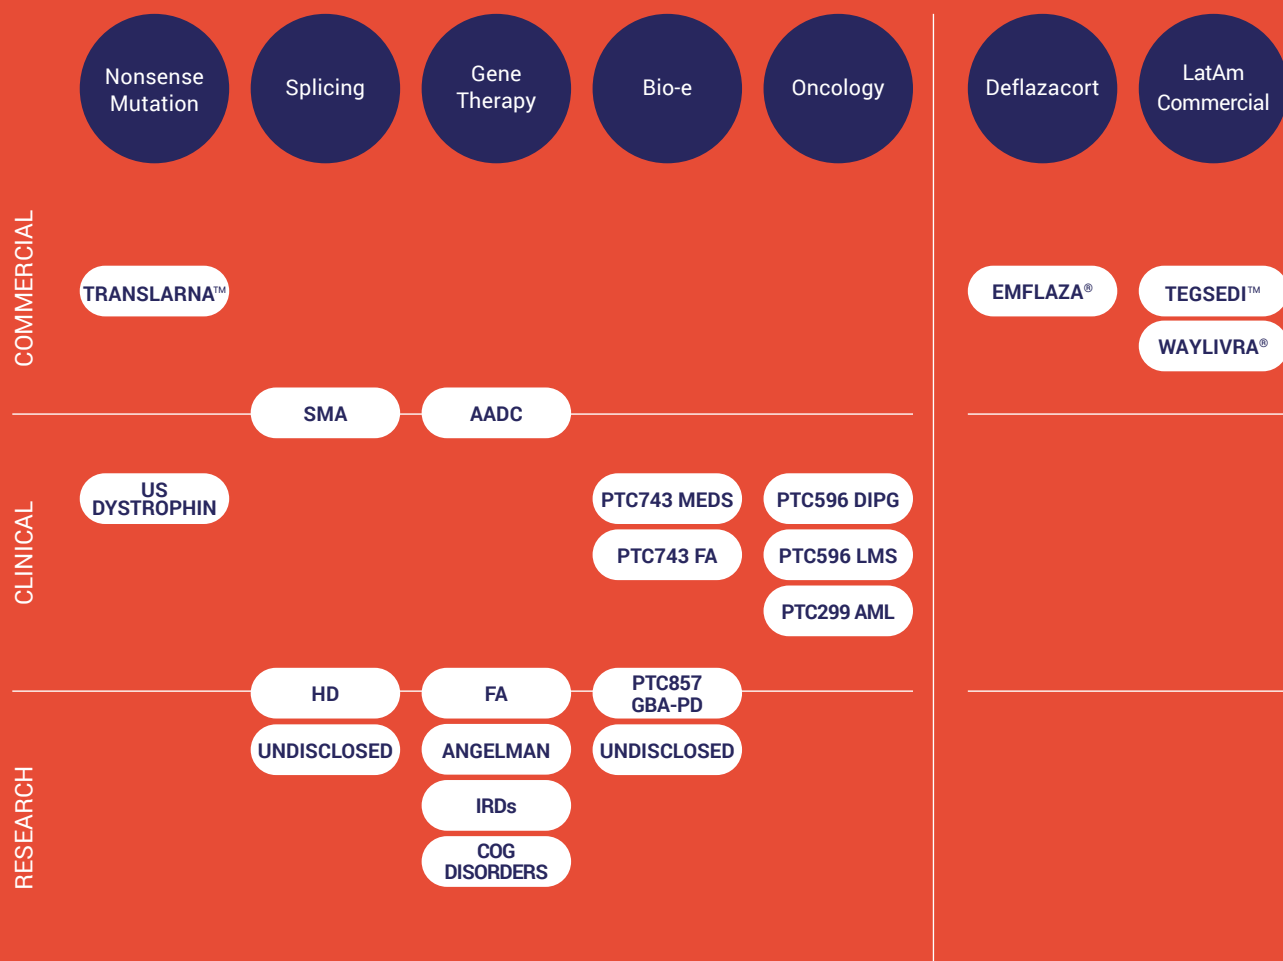 Nonsense
Mutation
Splicing
Gene
Therapy
Bio-e
Oncology
Deflazacort
LatAm
Commercial
COMMERCIAL
TRANSLARNA™
EMFLAZA®
TEGSEDI™
WAYLIVRA®
SMA
AADC
CLINICAL
US
DYSTROPHIN
PTC743 MEDS
PTC596 DIPG
PTC743 FA
PTC596 LMS
PTC299 AML
HD
FA
PTC857
GBA-PD
RESEARCH
UNDISCLOSED
ANGELMAN
UNDISCLOSED
IRDs
COG
DISORDERS